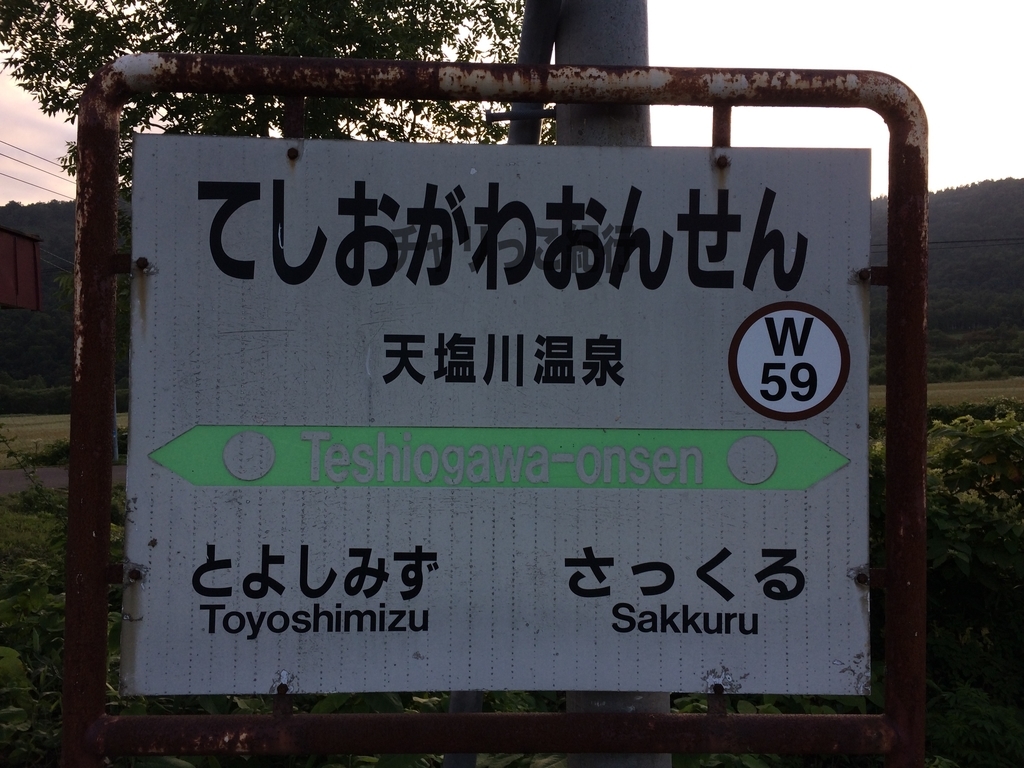 てしおがわおんせん
天塩川温泉
W
59
Teshiogawa-onsen
とよしみず
さっくる
Toyoshimizu
Sakkuru